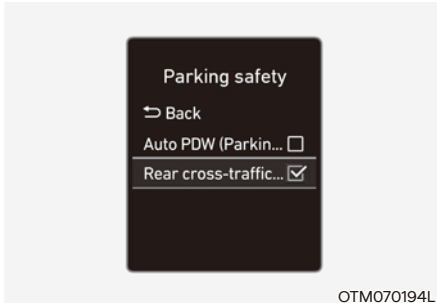 Parking safety
Back
Auto PDW (Parkin...
Rear cross-traffic...
OTM070194L